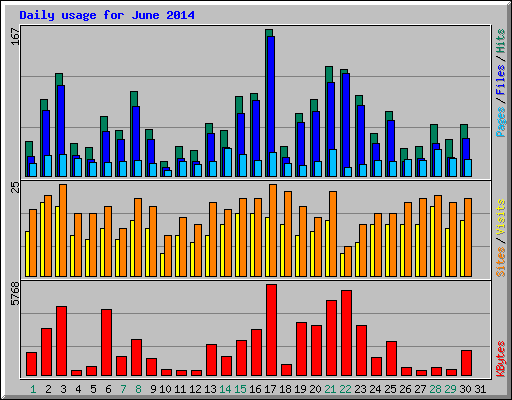 Daily usage for June 2014
167
Pages / Files / Hits
25
Sites / Visits
5768
KBytes
1 2 3 4 5 6 7 8 9 10 11 12 13 14 15 16 17 18 19 20 21 22 23 24 25 26 27 28 29 30 31